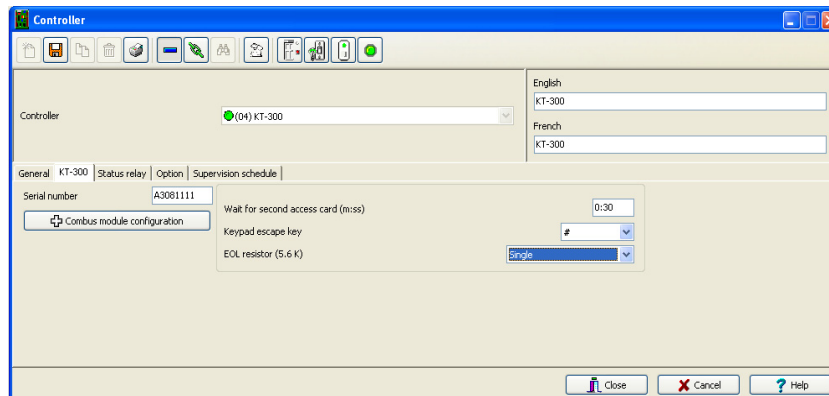 Controller
English
KT-300
Controller
(04) KT-300
French
KT-300
General KT-300 Status relay Option Supervision schedule
Serial number A3081111
Combus module configuration
Wait for second access card (m:ss) 0:30
Keypad escape key #
EOL resistor (5.6 K) Single
Close Cancel ? Help